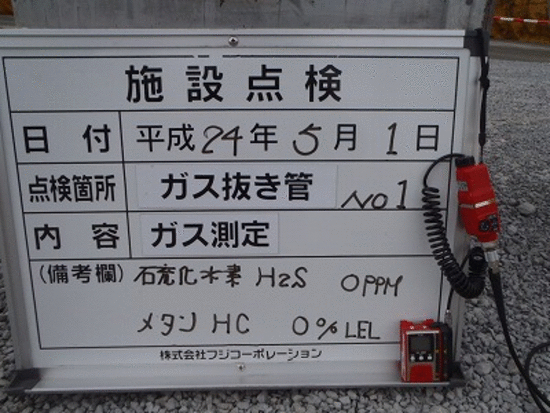 施設点検
日付 平成24年5月1日
点検箇所 ガス抜き管 No1
内容 ガス測定
(備考欄) 石硫化水素 H2S 0PPM
メタン HC 0%LEL
株式会社フジコーポレーション